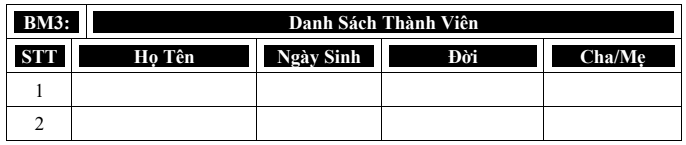 BM3: Danh Sách Thành Viên
STT Họ Tên Ngày Sinh Đời Cha/Mẹ
1
2